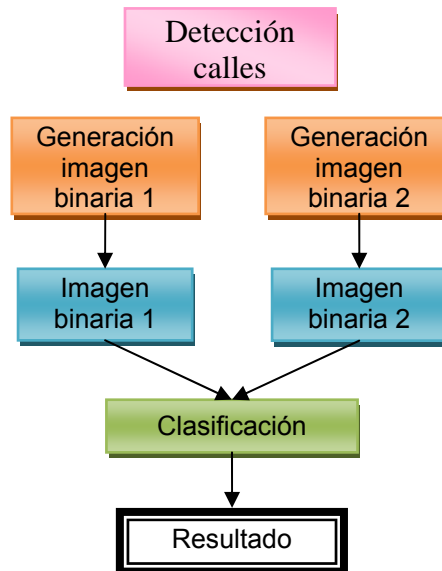 Detección
calles
Generación
imagen
binaria 1
Generación
imagen
binaria 2
Imagen
binaria 1
Imagen
binaria 2
Clasificación
Resultado